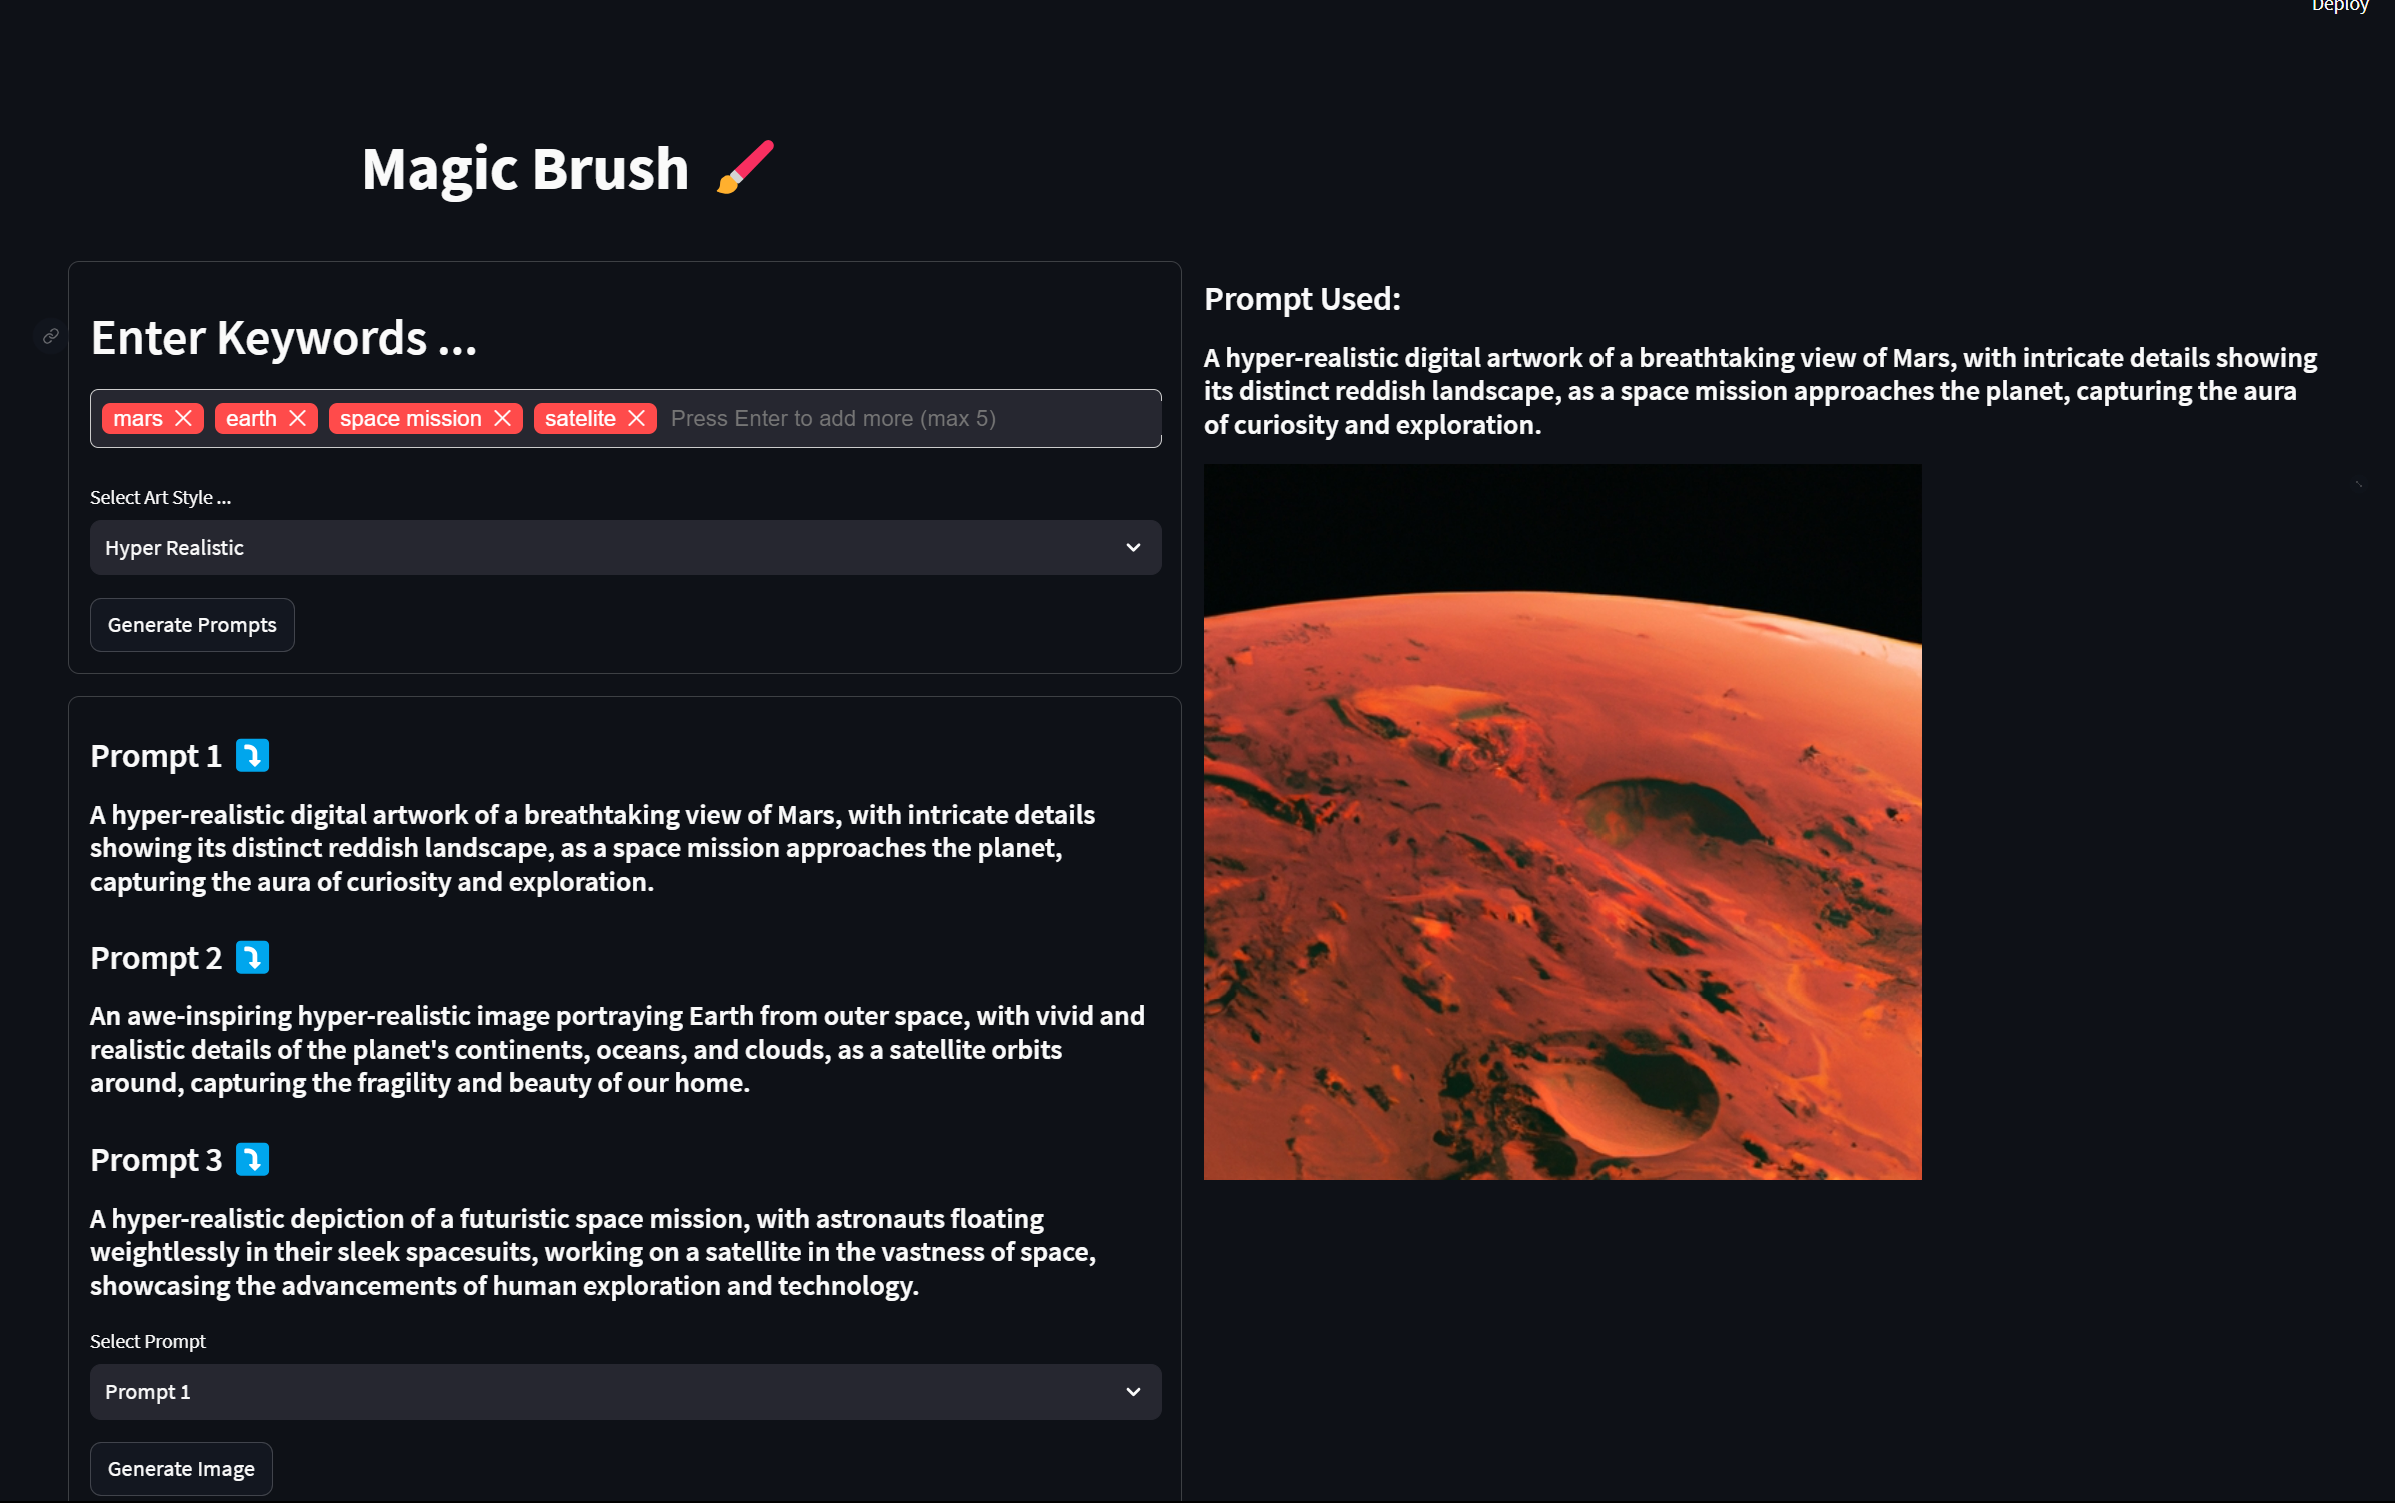 Deploy
Magic Brush
Enter Keywords ...
mars earth space mission satelite Press Enter to add more (max 5)
Select Art Style ...
Hyper Realistic
Generate Prompts
Prompt 1
A hyper-realistic digital artwork of a breathtaking view of Mars, with intricate details
showing its distinct reddish landscape, as a space mission approaches the planet,
capturing the aura of curiosity and exploration.
Prompt 2
An awe-inspiring hyper-realistic image portraying Earth from outer space, with vivid and
realistic details of the planet's continents, oceans, and clouds, as a satellite orbits
around, capturing the fragility and beauty of our home.
Prompt 3
A hyper-realistic depiction of a futuristic space mission, with astronauts floating
weightlessly in their sleek spacesuits, working on a satellite in the vastness of space,
showcasing the advancements of human exploration and technology.
Select Prompt
Prompt 1
Generate Image
Prompt Used:
A hyper-realistic digital artwork of a breathtaking view of Mars, with intricate details showing
its distinct reddish landscape, as a space mission approaches the planet, capturing the aura
of curiosity and exploration.